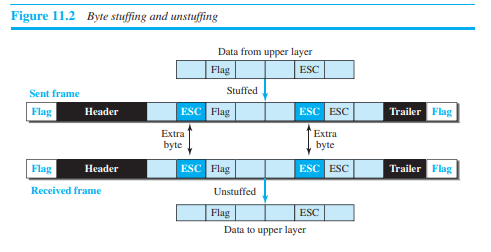 Figure 11.2 Byte stuffing and unstuffing
Data from upper layer
Flag ESC
Sent frame
Stuffed
Flag Header ESC Flag ESC ESC Trailer Flag
Extra byte
Extra byte
Flag Header ESC Flag ESC ESC Trailer Flag
Received frame
Unstuffed
Flag ESC
Data to upper layer